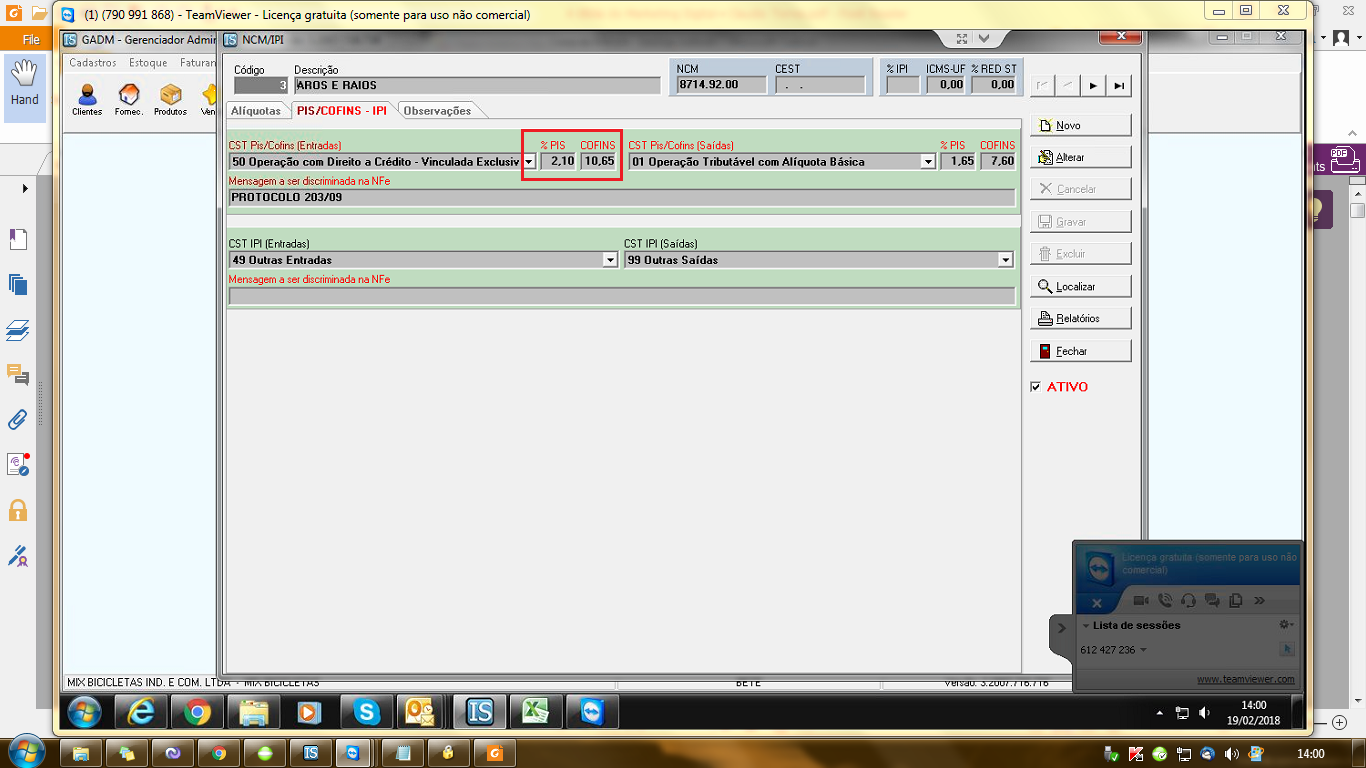 (1) (790 991 868) - TeamViewer - Licença gratuita (somente para uso não comercial)
File
Hand
GADM - Gerenciador Admi
Cadastros Estoque Faturan
Clientes Fornec. Produtos Ven
NCM/IPI
Código Descrição
3 AROS E RAIOS
NCM CEST
8714.92.00 . .
% IPI ICMS-UF % RED ST
0,00 0,00
Alíquotas PIS/COFINS - IPI Observações
CST Pis/Cofins (Entradas) % PIS COFINS CST Pis/Cofins (Saídas) % PIS COFINS
50 Operação com Direito a Crédito - Vinculada Exclusiv 2,10 10,65 01 Operação Tributável com Alíquota Básica 1,65 7,60
Mensagem a ser discriminada na NFe
PROTOCOLO 203/09
CST IPI (Entradas) CST IPI (Saídas)
49 Outras Entradas 99 Outras Saídas
Mensagem a ser discriminada na NFe
Novo
Alterar
Cancelar
Gravar
Excluir
Localizar
Relatórios
Fechar
ATIVO
PDF
nts
Licença gratuita (somente para uso não
comercial)
Lista de sessões
612 427 236
www.teamviewer.com
MIX BICICLETAS IND. E COM. LTDA - MIX BICICLETAS BETE Versão: 3.2007.716.716
IS
14:00
19/02/2018
IS
14:00